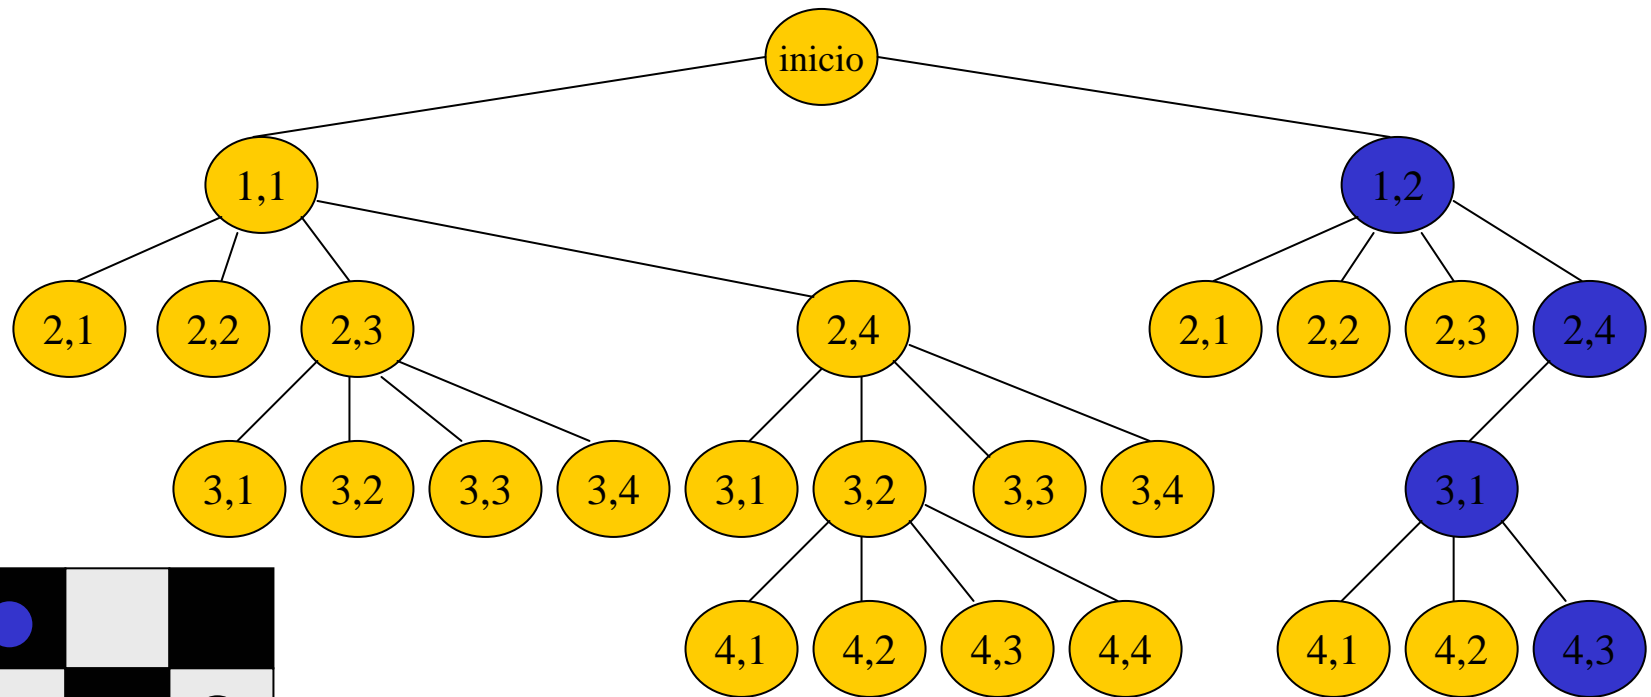 inicio
1,1 1,2
2,1 2,2 2,3 2,4 2,1 2,2 2,3 2,4
3,1 3,2 3,3 3,4 3,1 3,2 3,3 3,4 3,1
4,1 4,2 4,3 4,4 4,1 4,2 4,3